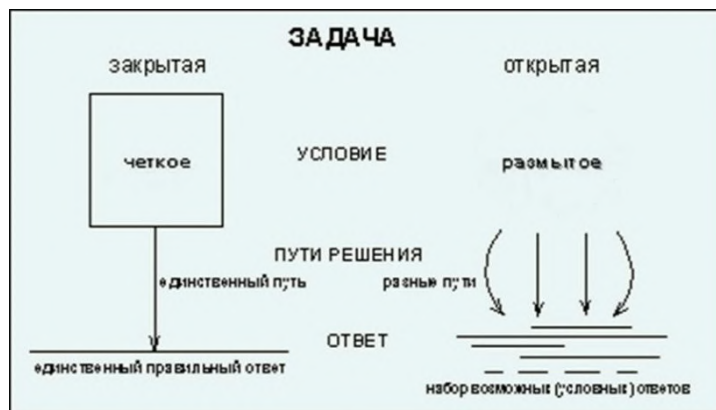 ЗАДАЧА
закрытая
открытая
четкое
УСЛОВИЕ
размытое
ПУТИ РЕШЕНИЯ
единственный путь
разные пути
ОТВЕТ
единственный правильный ответ
набор возможных (условных) ответов